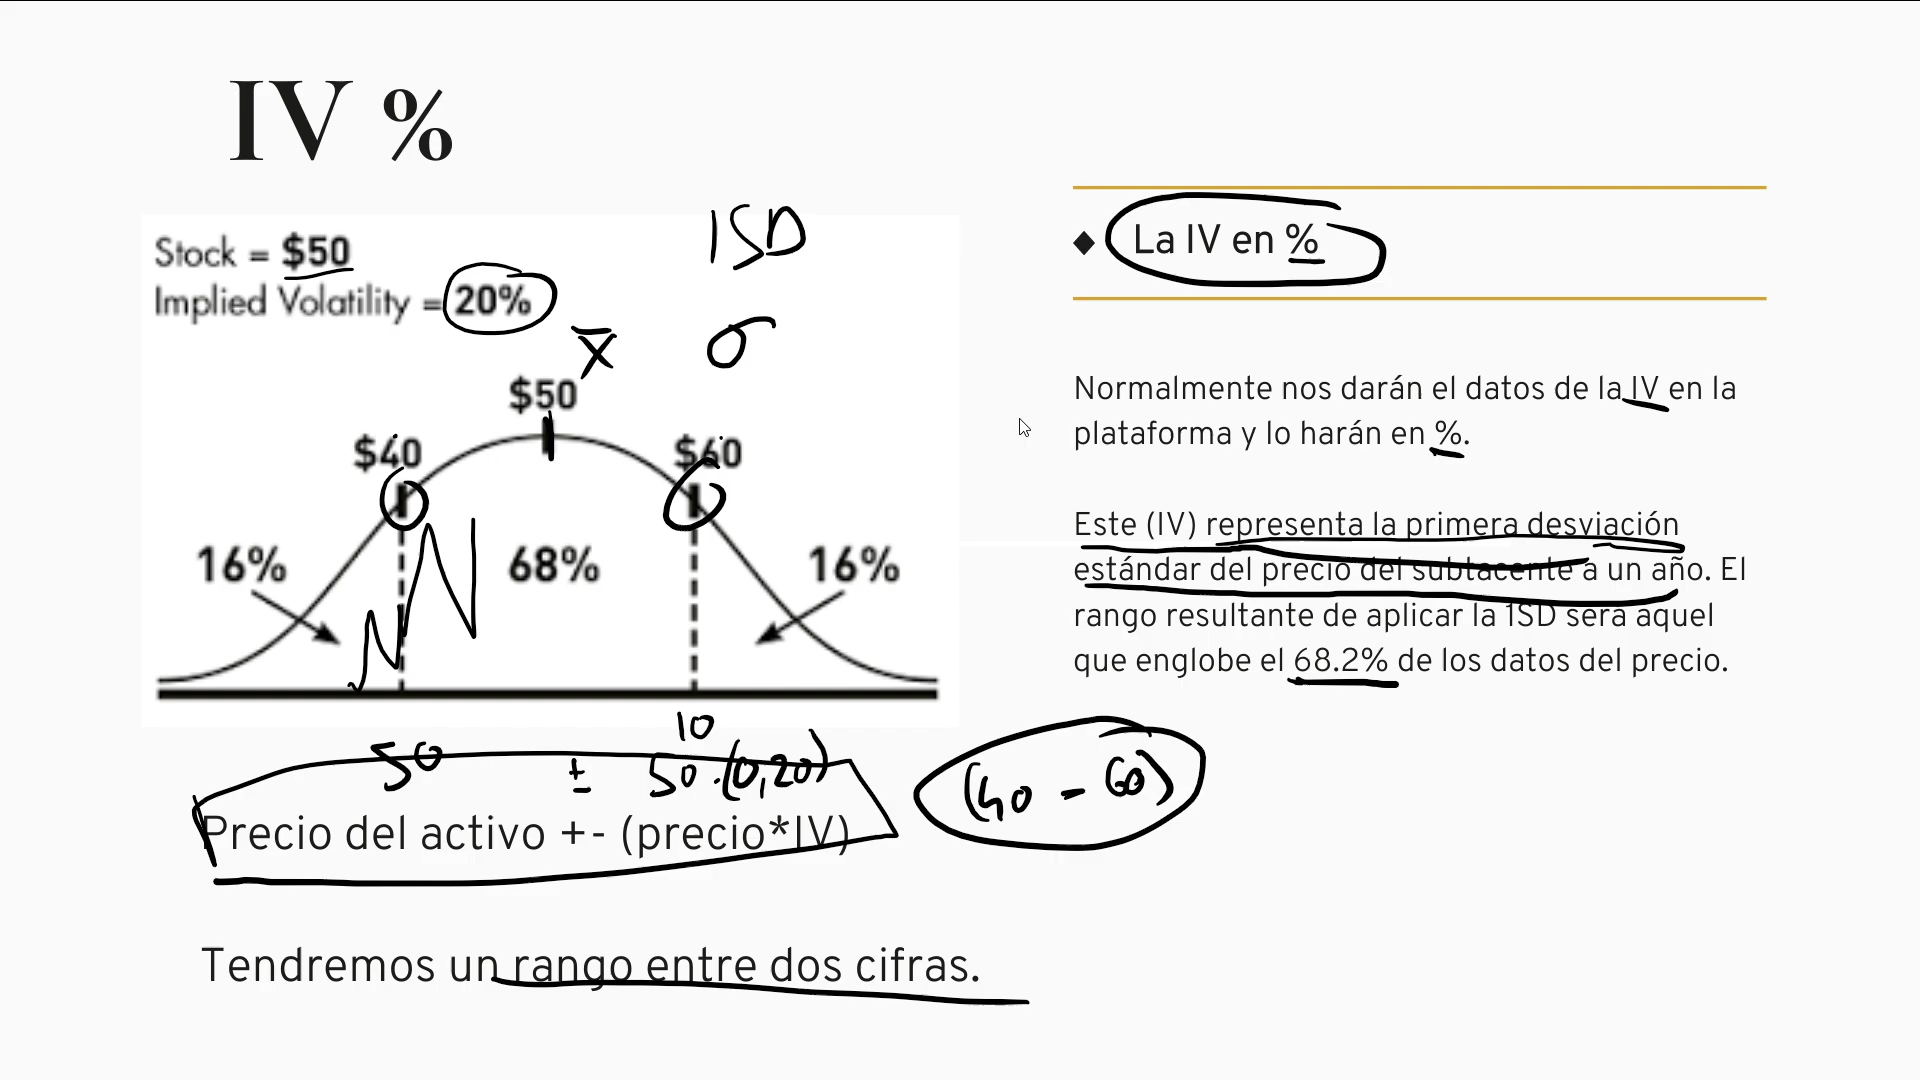 IV %
Stock = $50
Implied Volatility = 20%
1SD
x̄
σ
$50
$40
$60
16%
68%
16%
10
50 ± 50·(0,20)
(40 - 60)
Precio del activo +- (precio*IV)
Tendremos un rango entre dos cifras.
La IV en %
Normalmente nos darán el datos de la IV en la
plataforma y lo harán en %.
Este (IV) representa la primera desviación
estándar del precio del subtacente a un año. El
rango resultante de aplicar la 1SD será aquel
que englobe el 68.2% de los datos del precio.